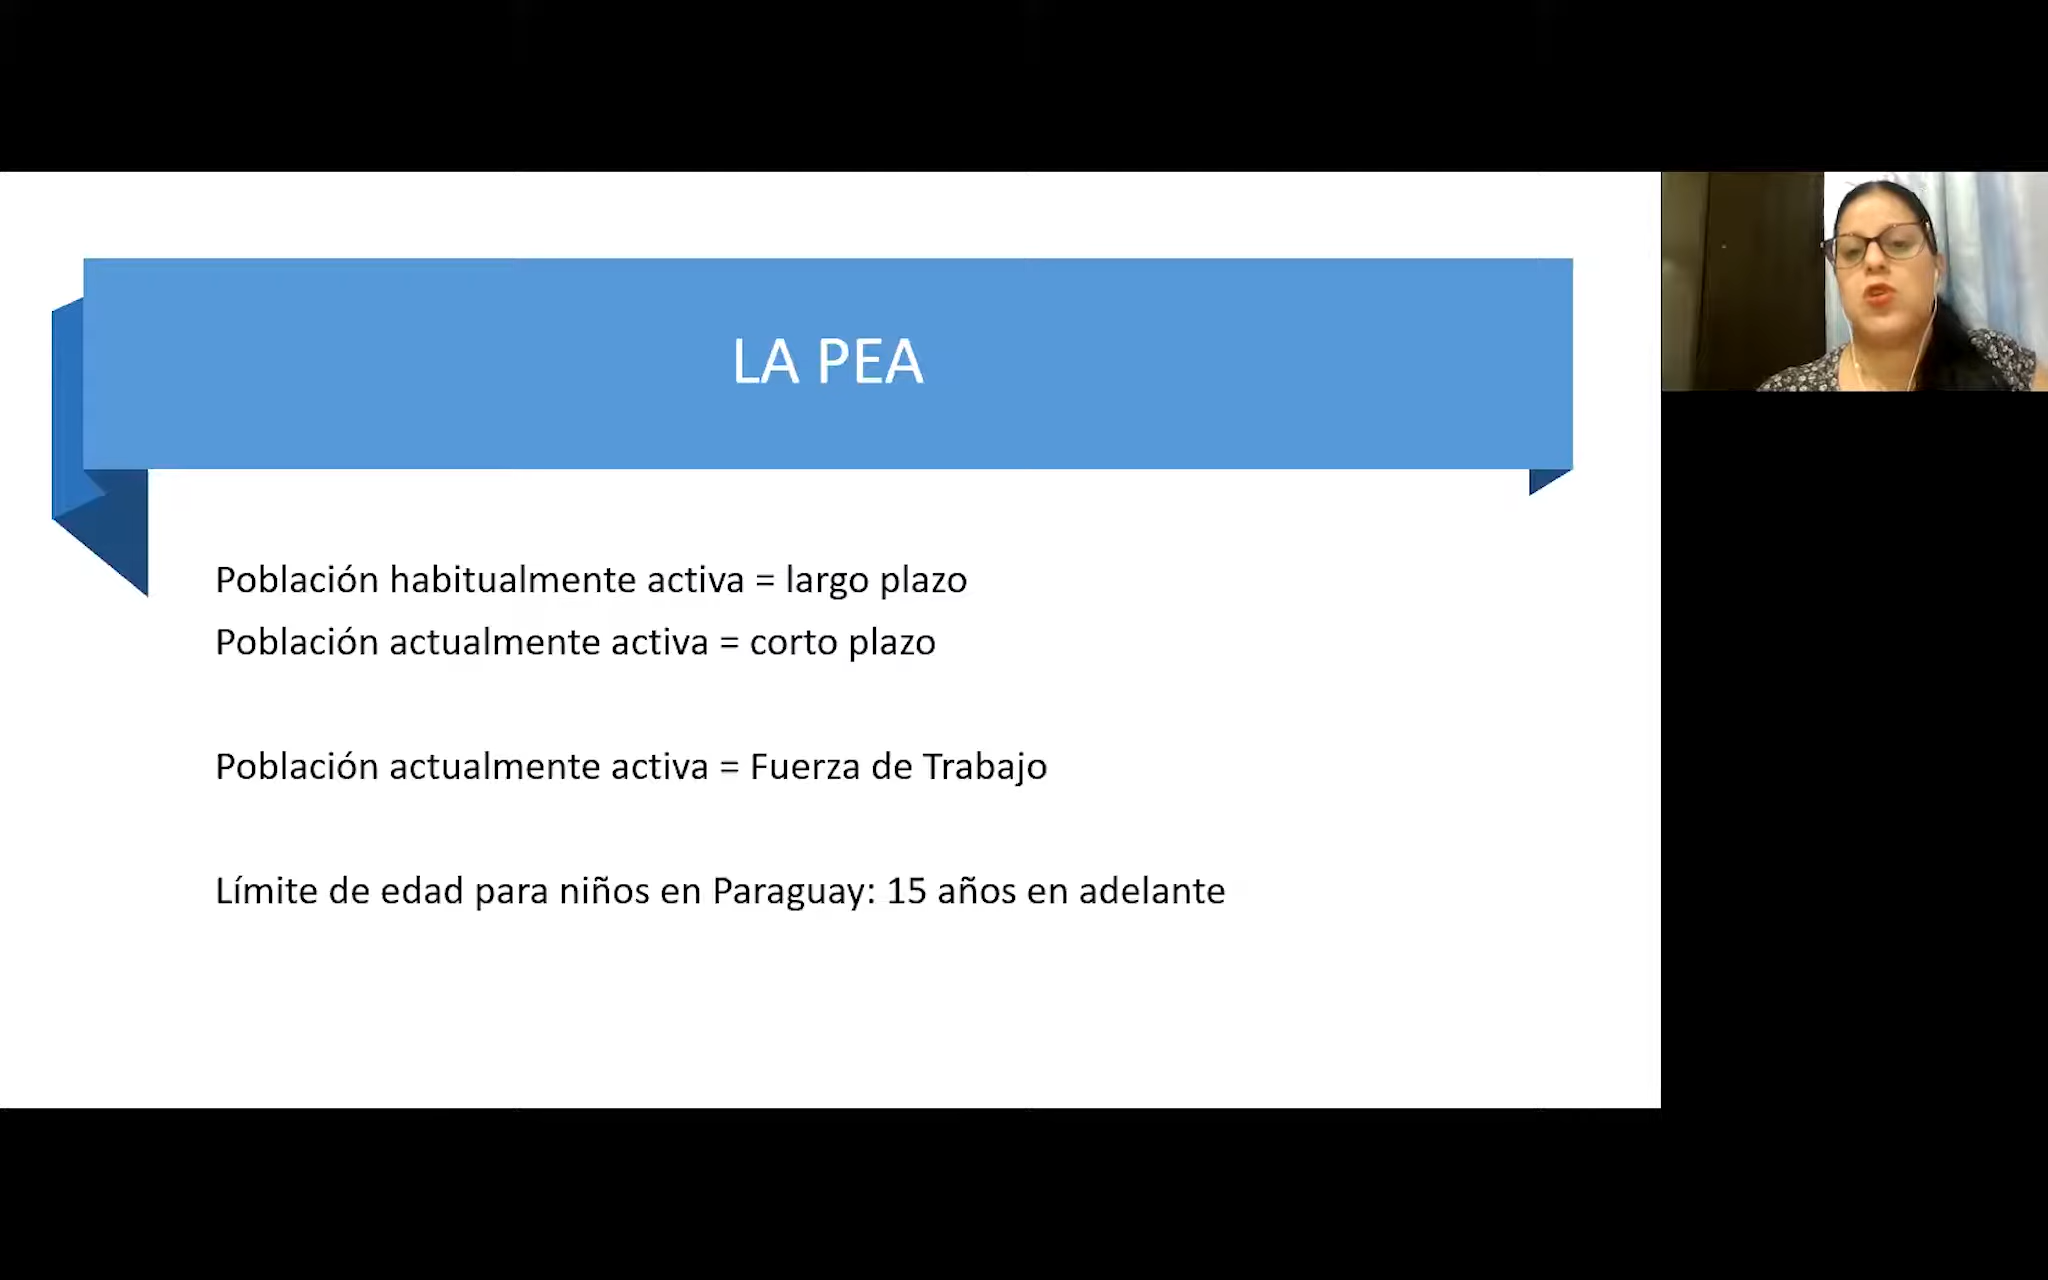 LA PEA
Población habitualmente activa = largo plazo
Población actualmente activa = corto plazo
Población actualmente activa = Fuerza de Trabajo
Límite de edad para niños en Paraguay: 15 años en adelante